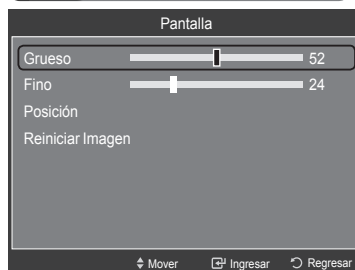 Pantalla
Grueso 52
Fino 24
Posición
Reiniciar Imagen
Mover Ingresar Regresar